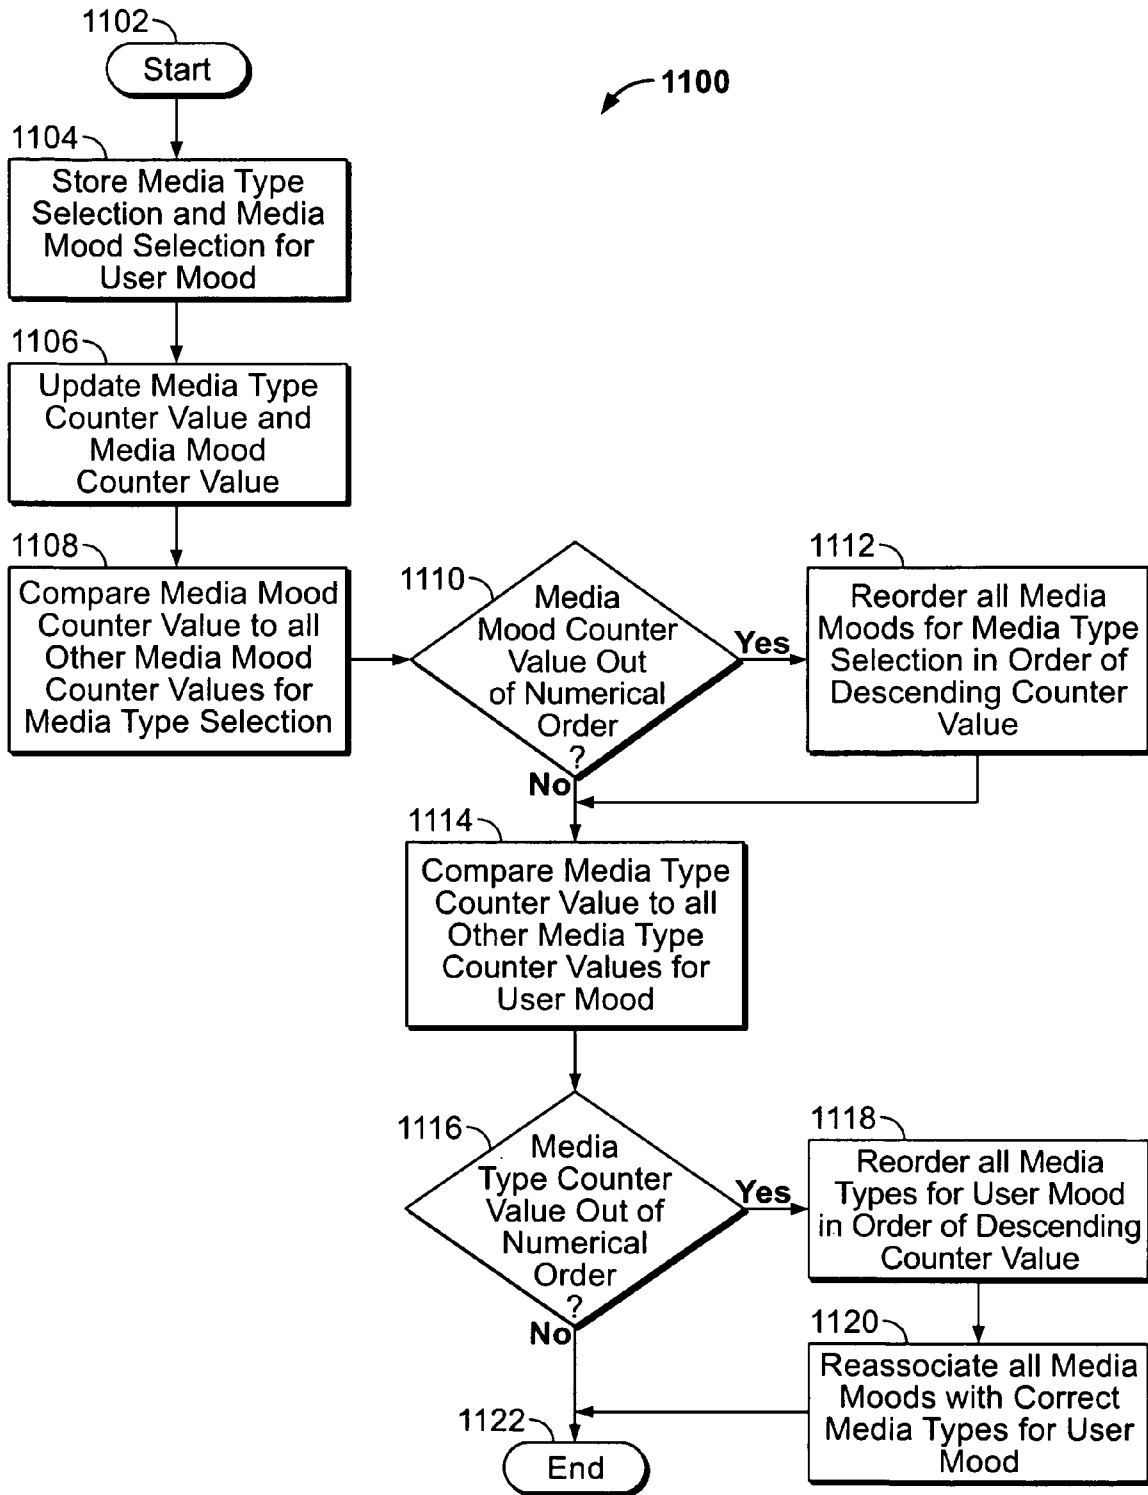 1102
Start
1100
1104
Store Media Type
Selection and Media
Mood Selection for
User Mood
1106
Update Media Type
Counter Value and
Media Mood
Counter Value
1108
Compare Media Mood
Counter Value to all
Other Media Mood
Counter Values for
Media Type Selection
1110
Media
Mood Counter
Value Out
of Numerical
Order
?
Yes
No
1112
Reorder all Media
Moods for Media Type
Selection in Order of
Descending Counter
Value
1114
Compare Media Type
Counter Value to all
Other Media Type
Counter Values for
User Mood
1116
Media
Type Counter
Value Out of
Numerical
Order
?
Yes
No
1118
Reorder all Media
Types for User Mood
in Order of Descending
Counter Value
1120
Reassociate all Media
Moods with Correct
Media Types for User
Mood
1122
End